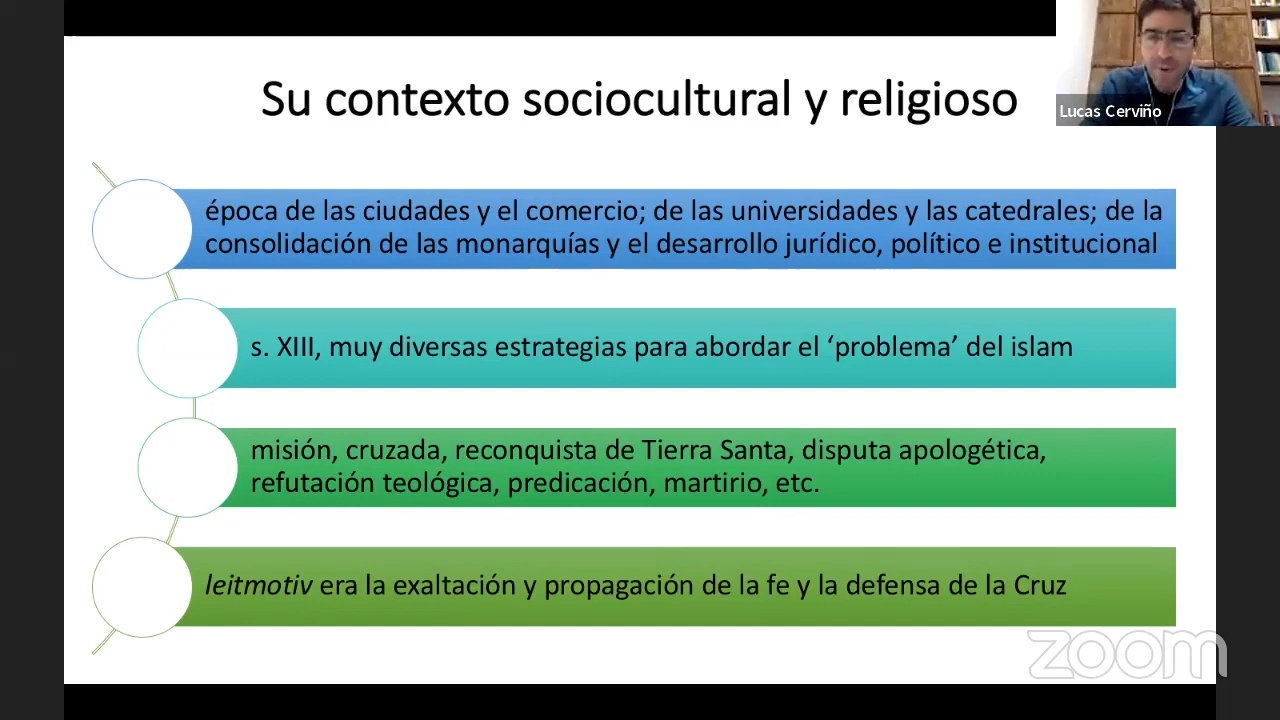 Su contexto sociocultural y religioso
Lucas Cerviño
época de las ciudades y el comercio; de las universidades y las catedrales; de la
consolidación de las monarquías y el desarrollo jurídico, político e institucional
s. XIII, muy diversas estrategias para abordar el ‘problema’ del islam
misión, cruzada, reconquista de Tierra Santa, disputa apologética,
refutación teológica, predicación, martirio, etc.
leitmotiv era la exaltación y propagación de la fe y la defensa de la Cruz
zoom